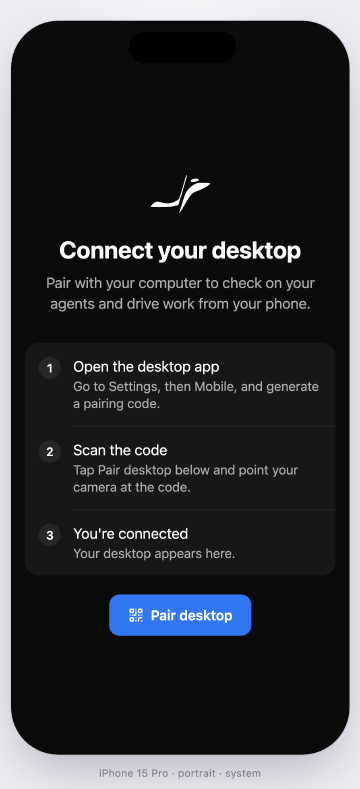 Connect your desktop
Pair with your computer to check on your
agents and drive work from your phone.
1
Open the desktop app
Go to Settings, then Mobile, and generate
a pairing code.
2
Scan the code
Tap Pair desktop below and point your
camera at the code.
3
You're connected
Your desktop appears here.
Pair desktop
iPhone 15 Pro · portrait · system